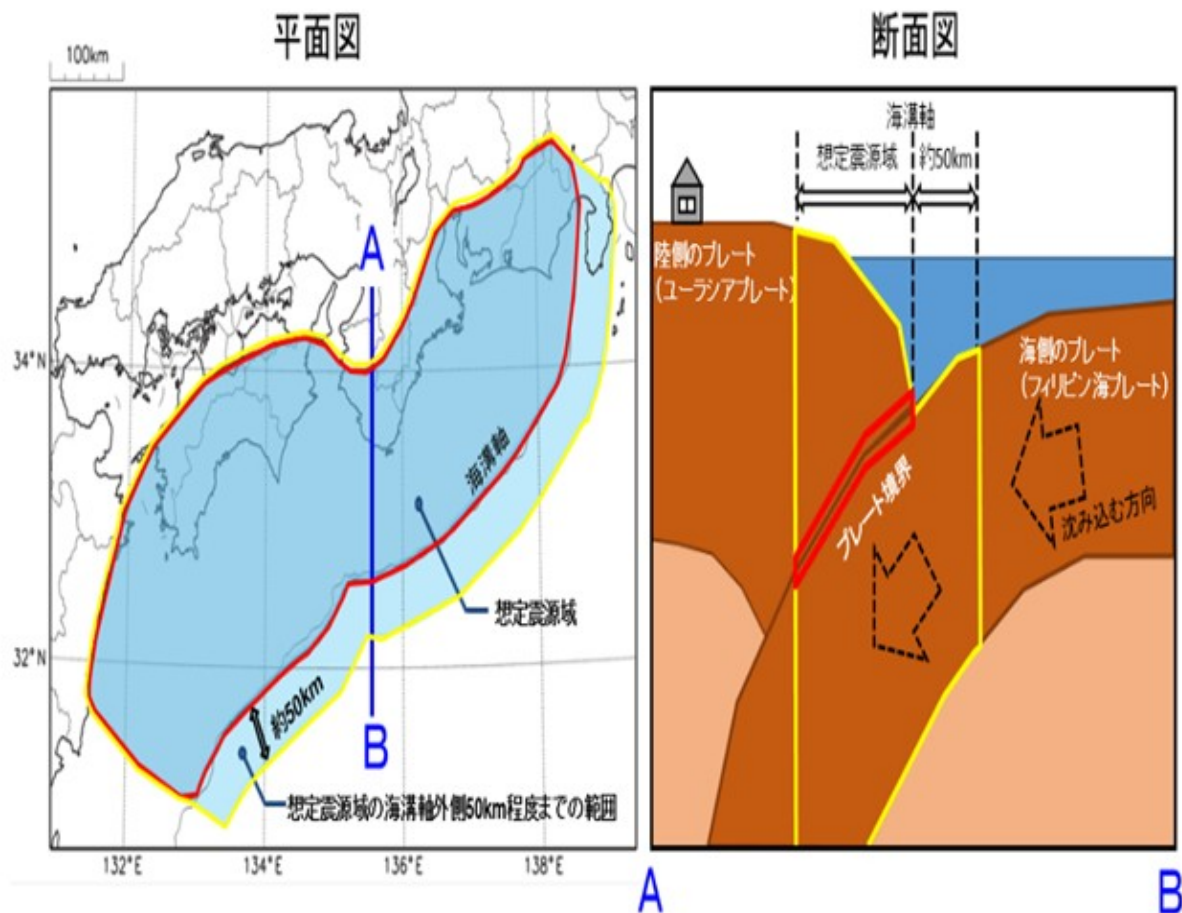 平面図
断面図
100km
A
34°N
海溝軸
想定震源域
32°N
約50km
B
想定震源域の海溝軸外側50km程度までの範囲
132°E
134°E
136°E
138°E
海溝軸
想定震源域
約50km
陸側のプレート
(ユーラシアプレート)
海側のプレート
(フィリピン海プレート)
プレート境界
沈み込む方向
A
B